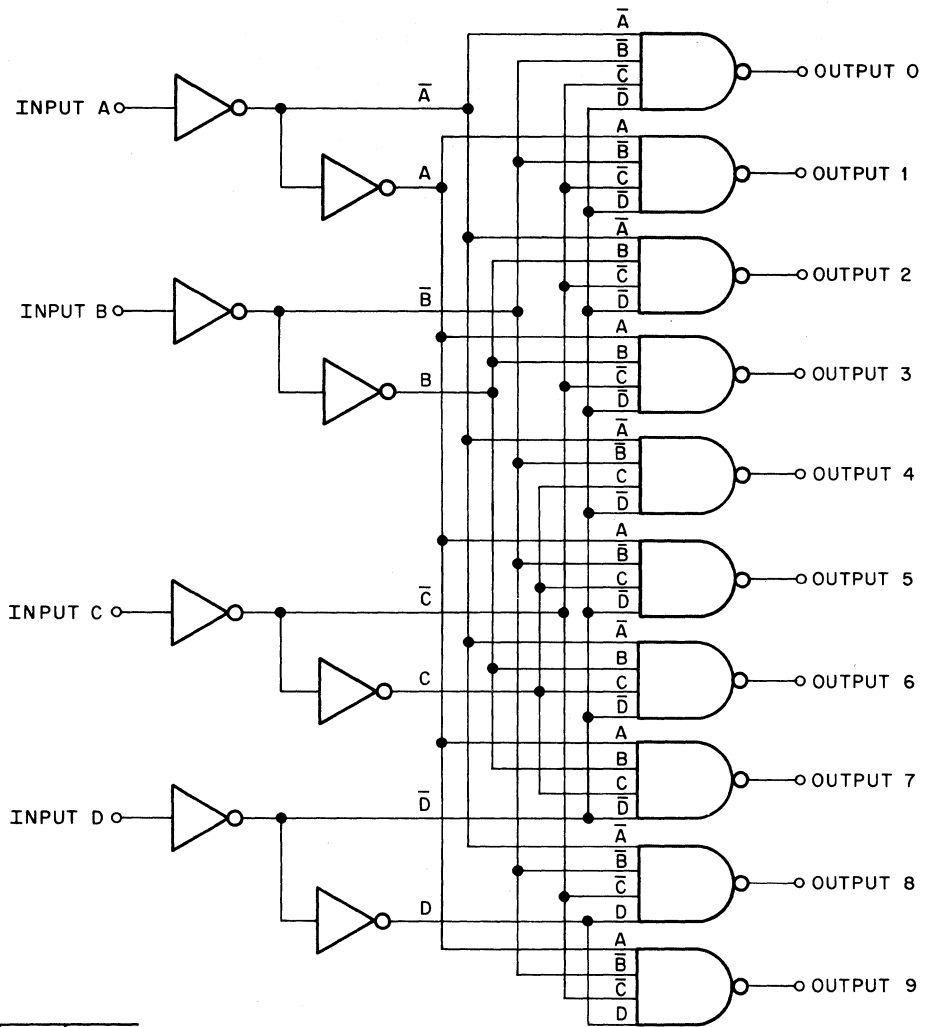 A̅
B̅
C̅
D̅
OUTPUT 0
INPUT A
A̅
A
A
B̅
C̅
D̅
OUTPUT 1
A̅
B
C̅
D̅
OUTPUT 2
INPUT B
B̅
B
A
B
C̅
D̅
OUTPUT 3
A̅
B̅
C
D̅
OUTPUT 4
A
B̅
C
D̅
OUTPUT 5
INPUT C
C̅
C
A̅
B
C
D̅
OUTPUT 6
A
B
C
D̅
OUTPUT 7
INPUT D
D̅
D
A̅
B̅
C̅
D
OUTPUT 8
A
B̅
C̅
D
OUTPUT 9